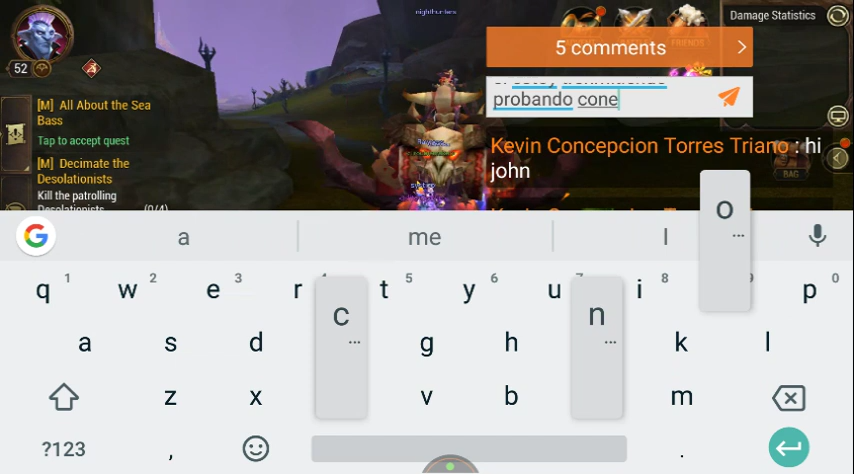 nighthunters
Damage Statistics
52
FRIENDS
5 comments
[M] All About the Sea
Bass
Tap to accept quest
[M] Decimate the
Desolationists
Kill the patrolling
Desolationists (0/4)
probando cone
Kevin Concepcion Torres Triano : hi
john
BAG
G a me I o ...
q 1 w 2 e 3 r t 5 y 6 u i 8 9 p 0
a s d c ... g h n ... k l
z x v b m
?123 , .